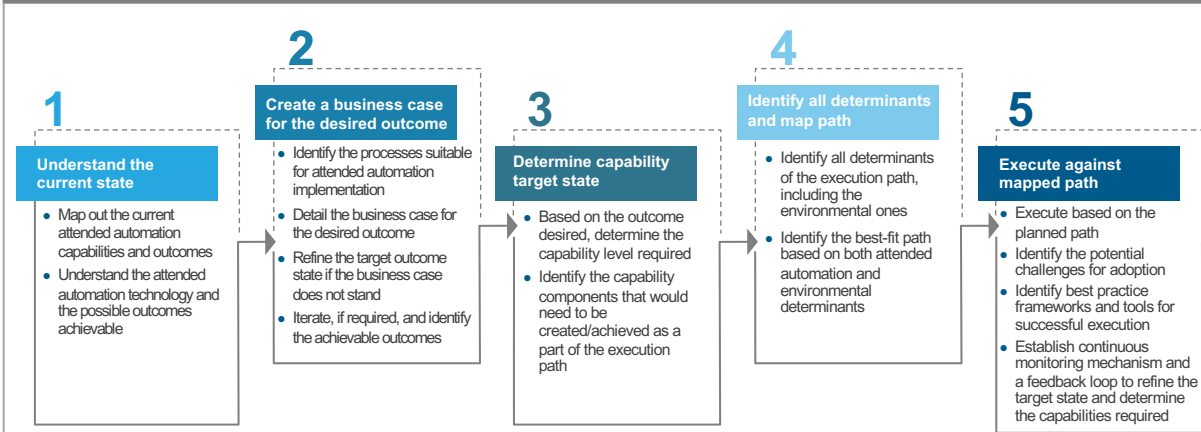 1
Understand the
current state
● Map out the current
attended automation
capabilities and outcomes
● Understand the attended
automation technology and
the possible outcomes
achievable
2
Create a business case
for the desired outcome
● Identify the processes suitable
for attended automation
implementation
● Detail the business case for
the desired outcome
● Refine the target outcome
state if the business case
does not stand
● Iterate, if required, and identify
the achievable outcomes
3
Determine capability
target state
● Based on the outcome
desired, determine the
capability level required
● Identify the capability
components that would
need to be
created/achieved as a
part of the execution
path
4
Identify all determinants
and map path
● Identify all determinants
of the execution path,
including the
environmental ones
● Identify the best-fit path
based on both attended
automation and
environmental
determinants
5
Execute against
mapped path
● Execute based on the
planned path
● Identify the potential
challenges for adoption
● Identify best practice
frameworks and tools for
successful execution
● Establish continuous
monitoring mechanism and
a feedback loop to refine the
target state and determine
the capabilities required